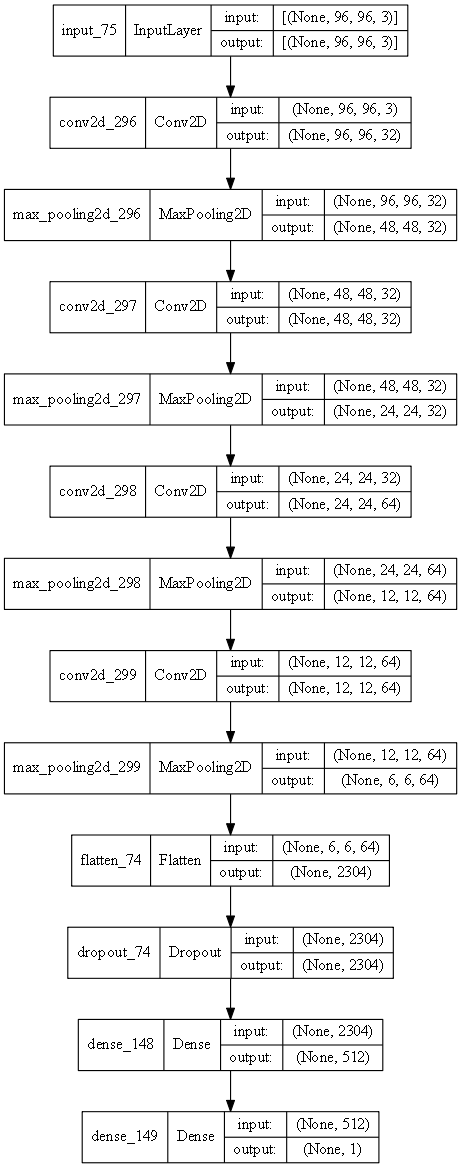 input_75 InputLayer input: [(None, 96, 96, 3)]
output: [(None, 96, 96, 3)]
conv2d_296 Conv2D input: (None, 96, 96, 3)
output: (None, 96, 96, 32)
max_pooling2d_296 MaxPooling2D input: (None, 96, 96, 32)
output: (None, 48, 48, 32)
conv2d_297 Conv2D input: (None, 48, 48, 32)
output: (None, 48, 48, 32)
max_pooling2d_297 MaxPooling2D input: (None, 48, 48, 32)
output: (None, 24, 24, 32)
conv2d_298 Conv2D input: (None, 24, 24, 32)
output: (None, 24, 24, 64)
max_pooling2d_298 MaxPooling2D input: (None, 24, 24, 64)
output: (None, 12, 12, 64)
conv2d_299 Conv2D input: (None, 12, 12, 64)
output: (None, 12, 12, 64)
max_pooling2d_299 MaxPooling2D input: (None, 12, 12, 64)
output: (None, 6, 6, 64)
flatten_74 Flatten input: (None, 6, 6, 64)
output: (None, 2304)
dropout_74 Dropout input: (None, 2304)
output: (None, 2304)
dense_148 Dense input: (None, 2304)
output: (None, 512)
dense_149 Dense input: (None, 512)
output: (None, 1)